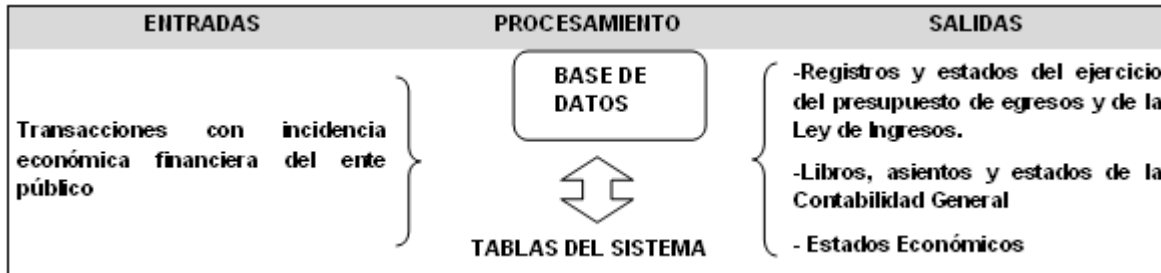 ENTRADAS
PROCESAMIENTO
SALIDAS
Transacciones con incidencia
económica financiera del ente
público
BASE DE
DATOS
TABLAS DEL SISTEMA
-Registros y estados del ejercicio
del presupuesto de egresos y de la
Ley de Ingresos.
-Libros, asientos y estados de la
Contabilidad General
- Estados Económicos